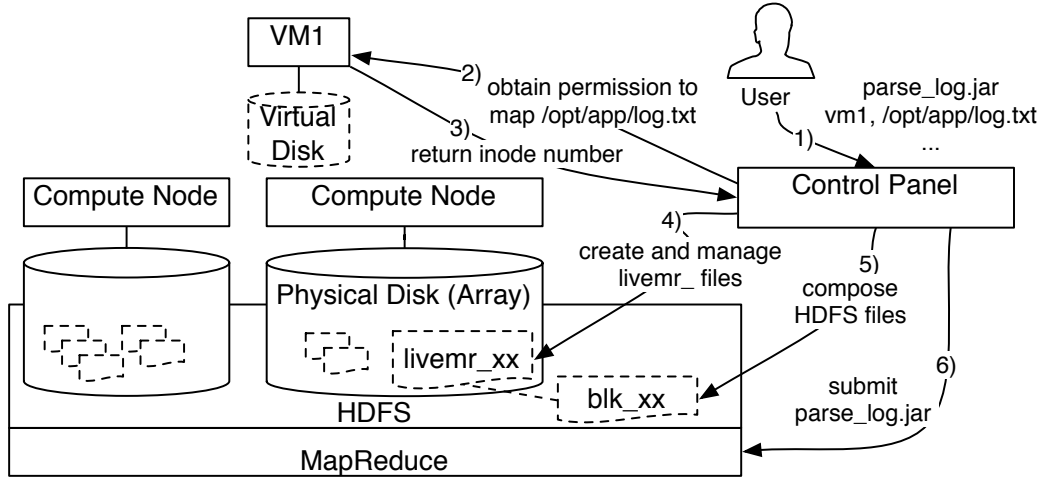 VM1
Virtual
Disk
2)
obtain permission to
map /opt/app/log.txt
3)
return inode number
User
1)
parse_log.jar
vm1, /opt/app/log.txt
...
Control Panel
Compute Node
Compute Node
4)
create and manage
livemr_ files
5)
compose
HDFS files
Physical Disk (Array)
livemr_xx
blk_xx
HDFS
6)
submit
parse_log.jar
MapReduce